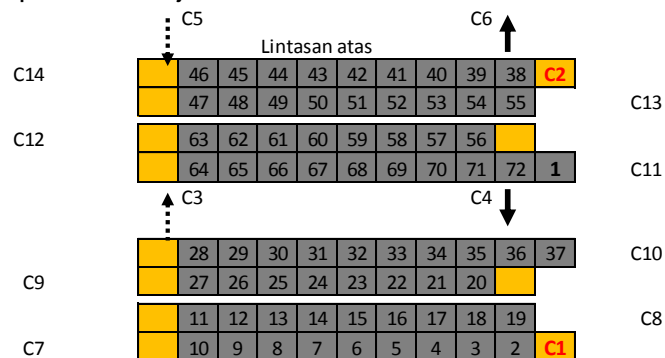 C5 C6
Lintasan atas
C14 46 45 44 43 42 41 40 39 38 C2
47 48 49 50 51 52 53 54 55 C13
C12 63 62 61 60 59 58 57 56
64 65 66 67 68 69 70 71 72 1 C11
C3 C4
28 29 30 31 32 33 34 35 36 37 C10
C9 27 26 25 24 23 22 21 20
11 12 13 14 15 16 17 18 19 C8
C7 10 9 8 7 6 5 4 3 2 C1